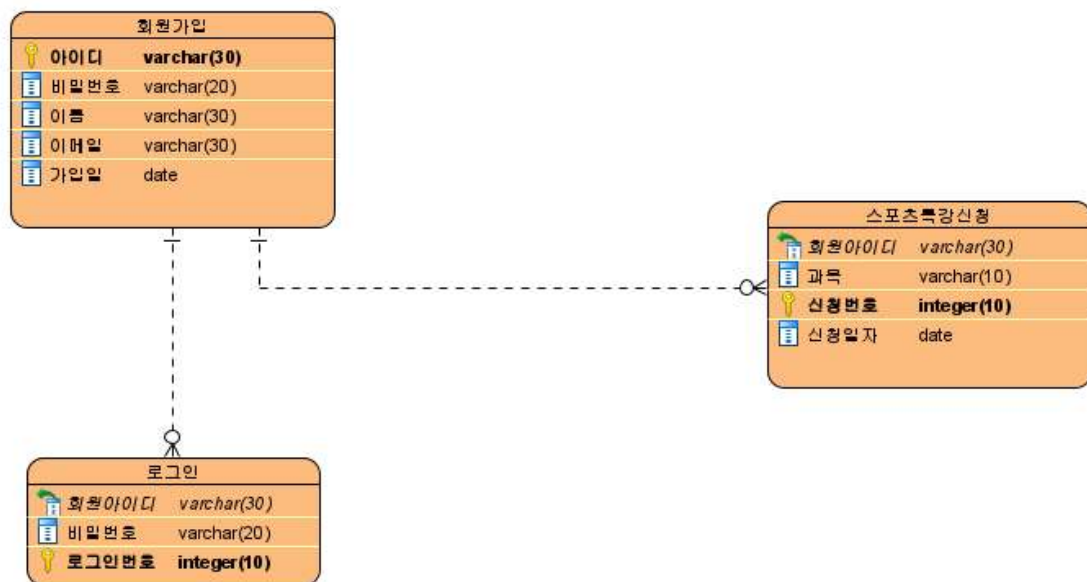 회원가입
아이디 varchar(30)
비밀번호 varchar(20)
이름 varchar(30)
이메일 varchar(30)
가입일 date
스포츠특강신청
회원아이디 varchar(30)
과목 varchar(10)
신청번호 integer(10)
신청일자 date
로그인
회원아이디 varchar(30)
비밀번호 varchar(20)
로그인번호 integer(10)